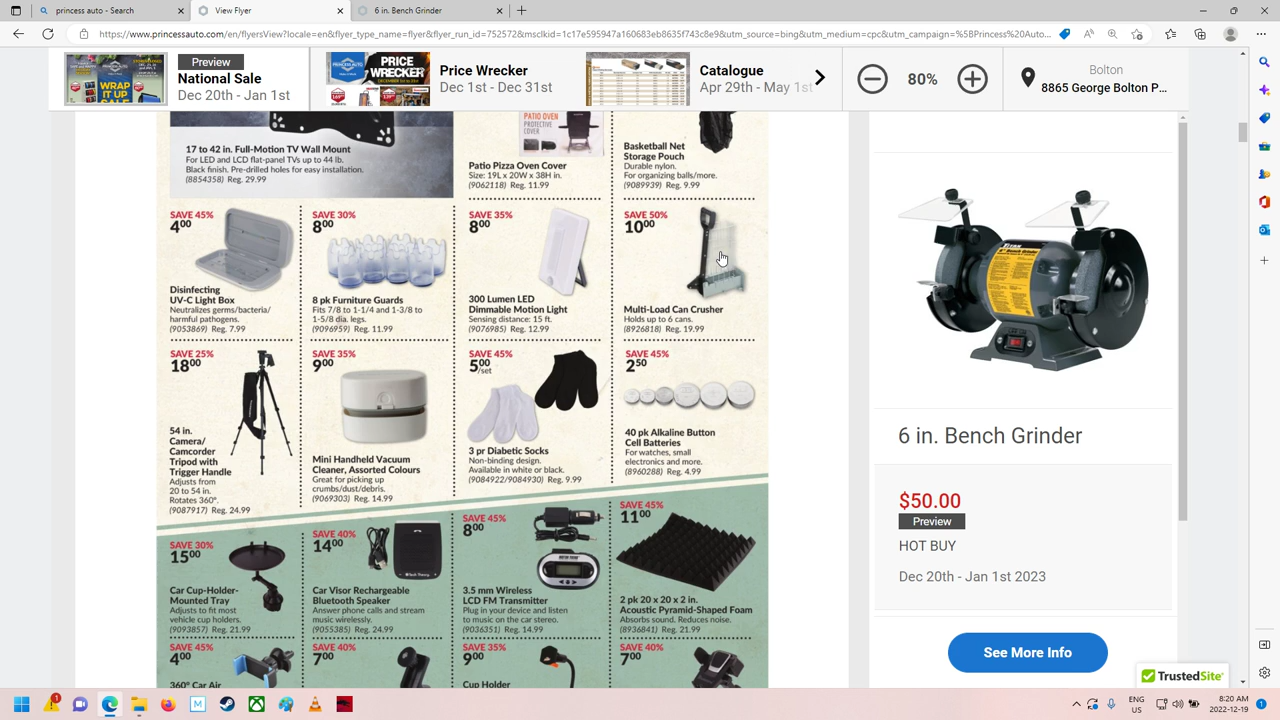 princess auto - Search
View Flyer
6 in. Bench Grinder
https://www.princessauto.com/en/flyersView?locale=en&flyer_type_name=flyer&flyer_run_id=752572&msclkid=1c17e595947a160683eb8635f743c8e9&utm_source=bing&utm_medium=cpc&utm_campaign=%5BPrincess%20Auto...
Preview
National Sale
Dec 20th - Jan 1st
PRICE WRECKER
Price Wrecker
Dec 1st - Dec 31st
Catalogue
Apr 29th - May 1st
80%
Bolton
8865 George Bolton P...
17 to 42 in. Full-Motion TV Wall Mount
For LED and LCD flat-panel TVs up to 44 lb.
Black finish. Pre-drilled holes for easy installation.
(8854358) Reg. 29.99
PATIO OVEN
PROTECTIVE
COVER
Patio Pizza Oven Cover
Size: 19L x 20W x 38H in.
(9062118) Reg. 11.99
Basketball Net
Storage Pouch
Durable nylon.
For organizing balls/more.
(9089939) Reg. 9.99
SAVE 45%
4.00
Disinfecting
UV-C Light Box
Neutralizes germs/bacteria/
harmful pathogens.
(9053869) Reg. 7.99
SAVE 30%
8.00
8 pk Furniture Guards
Fits 7/8 to 1-1/4 and 1-3/8 to
1-5/8 dia. legs.
(9096959) Reg. 11.99
SAVE 35%
8.00
300 Lumen LED
Dimmable Motion Light
Sensing distance: 15 ft.
(9076985) Reg. 12.99
SAVE 50%
10.00
Multi-Load Can Crusher
Holds up to 6 cans.
(8926818) Reg. 19.99
SAVE 25%
18.00
54 in.
Camera/
Camcorder
Tripod with
Trigger Handle
Adjusts from
20 to 54 in.
Rotates 360°.
(9087917) Reg. 24.99
SAVE 35%
9.00
Mini Handheld Vacuum
Cleaner, Assorted Colours
Great for picking up
crumbs/dust/debris.
(9069303) Reg. 14.99
SAVE 45%
5.00
/set
3 pr Diabetic Socks
Non-binding design.
Available in white or black.
(9084922/9084930) Reg. 9.99
SAVE 45%
2.50
40 pk Alkaline Button
Cell Batteries
For watches, small
electronics and more.
(8960288) Reg. 4.99
SAVE 30%
15.00
Car Cup-Holder-
Mounted Tray
Adjusts to fit most
vehicle cup holders.
(9093857) Reg. 21.99
SAVE 40%
14.00
Car Visor Rechargeable
Bluetooth Speaker
Answer phone calls and stream
music wirelessly.
(9055385) Reg. 24.99
SAVE 45%
8.00
3.5 mm Wireless
LCD FM Transmitter
Plug in your device and listen
to music on the car stereo.
(9036351) Reg. 14.99
SAVE 45%
11.00
2 pk 20 x 20 x 2 in.
Acoustic Pyramid-Shaped Foam
Absorbs sound. Reduces noise.
(8936841) Reg. 21.99
SAVE 45%
4.00
360° Car Air
SAVE 40%
7.00
SAVE 35%
9.00
Cup Holder
SAVE 40%
7.00
6 in. Bench Grinder
$50.00
Preview
HOT BUY
Dec 20th - Jan 1st 2023
See More Info
TrustedSite
ENG
US
8:20 AM
2022-12-19